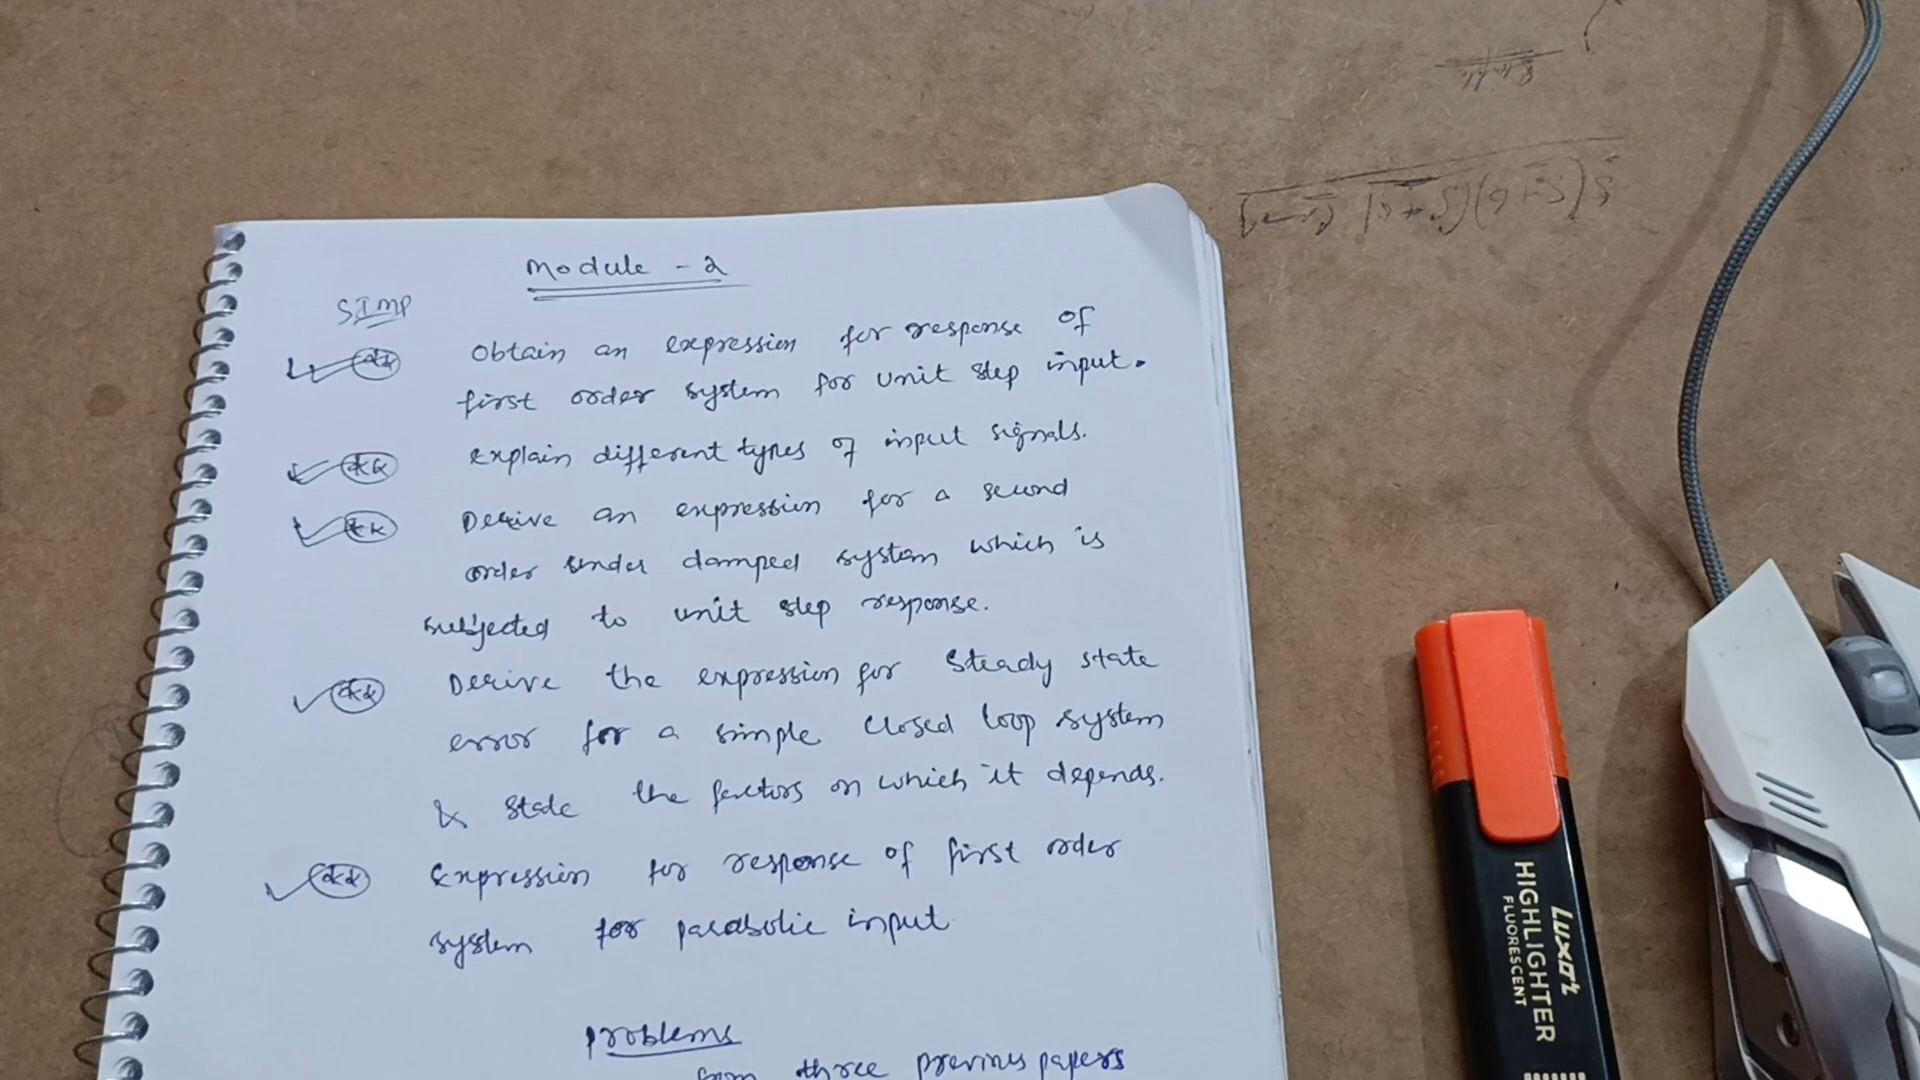 Module - 2
SIMP
Obtain an expression for response of
first order system for unit step input.
explain different types of input signals.
Derive an expression for a second
order under damped system which is
subjected to unit step response.
Derive the expression for steady state
error for a simple closed loop system
& state the factors on which it depends.
Expression for response of first order
system for parabolic input
problems
from three previous papers
Luxor
HIGHLIGHTER
FLUORESCENT